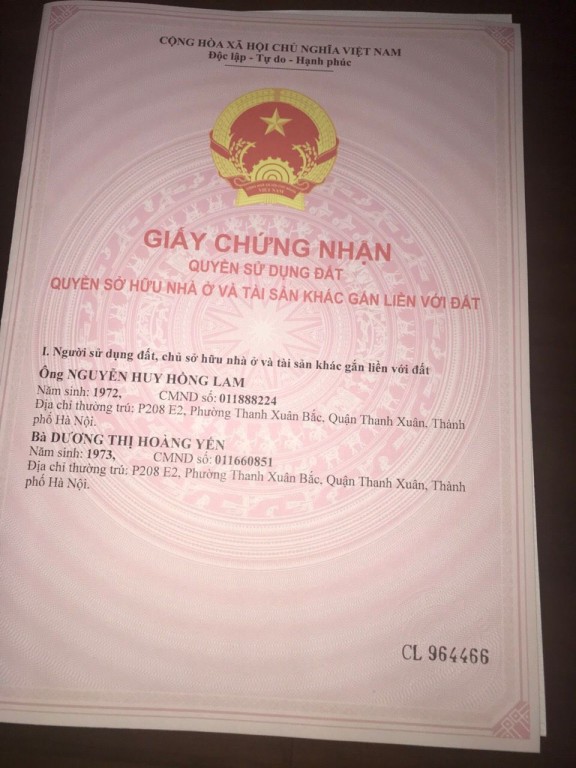 CỘNG HÒA XÃ HỘI CHỦ NGHĨA VIỆT NAM
Độc lập - Tự do - Hạnh phúc
VIỆT NAM
GIẤY CHỨNG NHẬN
QUYỀN SỬ DỤNG ĐẤT
QUYỀN SỞ HỮU NHÀ Ở VÀ TÀI SẢN KHÁC GẮN LIỀN VỚI ĐẤT
I. Người sử dụng đất, chủ sở hữu nhà ở và tài sản khác gắn liền với đất
Ông NGUYỄN HUY HỒNG LAM
Năm sinh: 1972, CMND số: 011888224
Địa chỉ thường trú: P208 E2, Phường Thanh Xuân Bắc, Quận Thanh Xuân, Thành
phố Hà Nội.
Bà DƯƠNG THỊ HOÀNG YẾN
Năm sinh: 1973, CMND số: 011660851
Địa chỉ thường trú: P208 E2, Phường Thanh Xuân Bắc, Quận Thanh Xuân, Thành
phố Hà Nội.
CL 964466